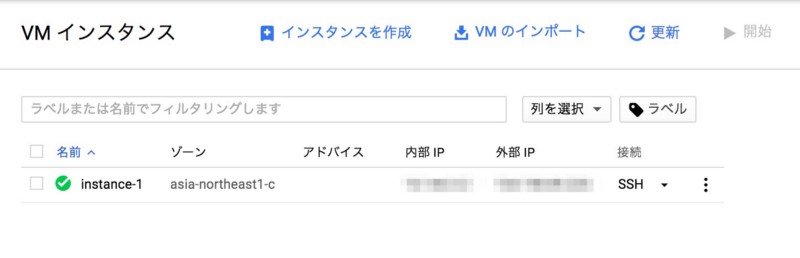 VM インスタンス インスタンスを作成 VM のインポート 更新 開始
ラベルまたは名前でフィルタリングします 列を選択 ラベル
名前 ゾーン アドバイス 内部 IP 外部 IP 接続
instance-1 asia-northeast1-c SSH